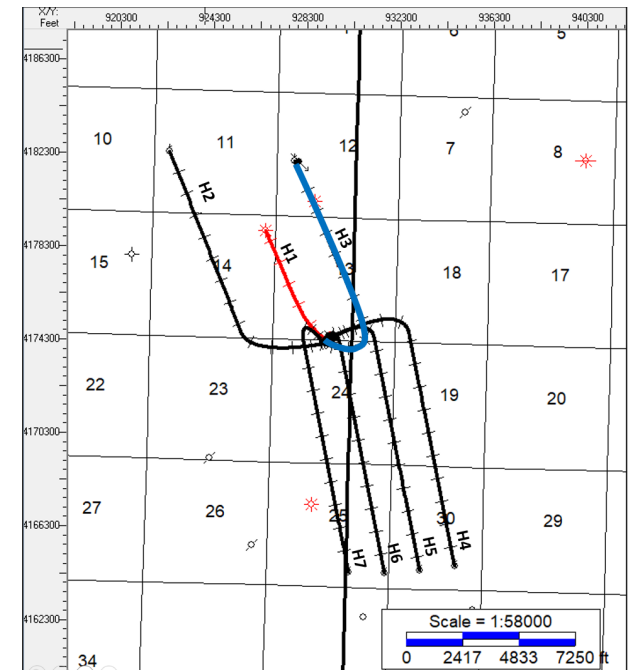 X/Y:
Feet
920300 924300 928300 932300 936300 940300
4186300
6 5
10 11 12 7 8
4182300
H2
H3
H1
4178300
15 14 13 18 17
4174300
22 23 24 19 20
4170300
27 26 25 30 29
4166300
H7 H6 H5 H4
4162300
Scale = 1:58000
0 2417 4833 7250 ft
34